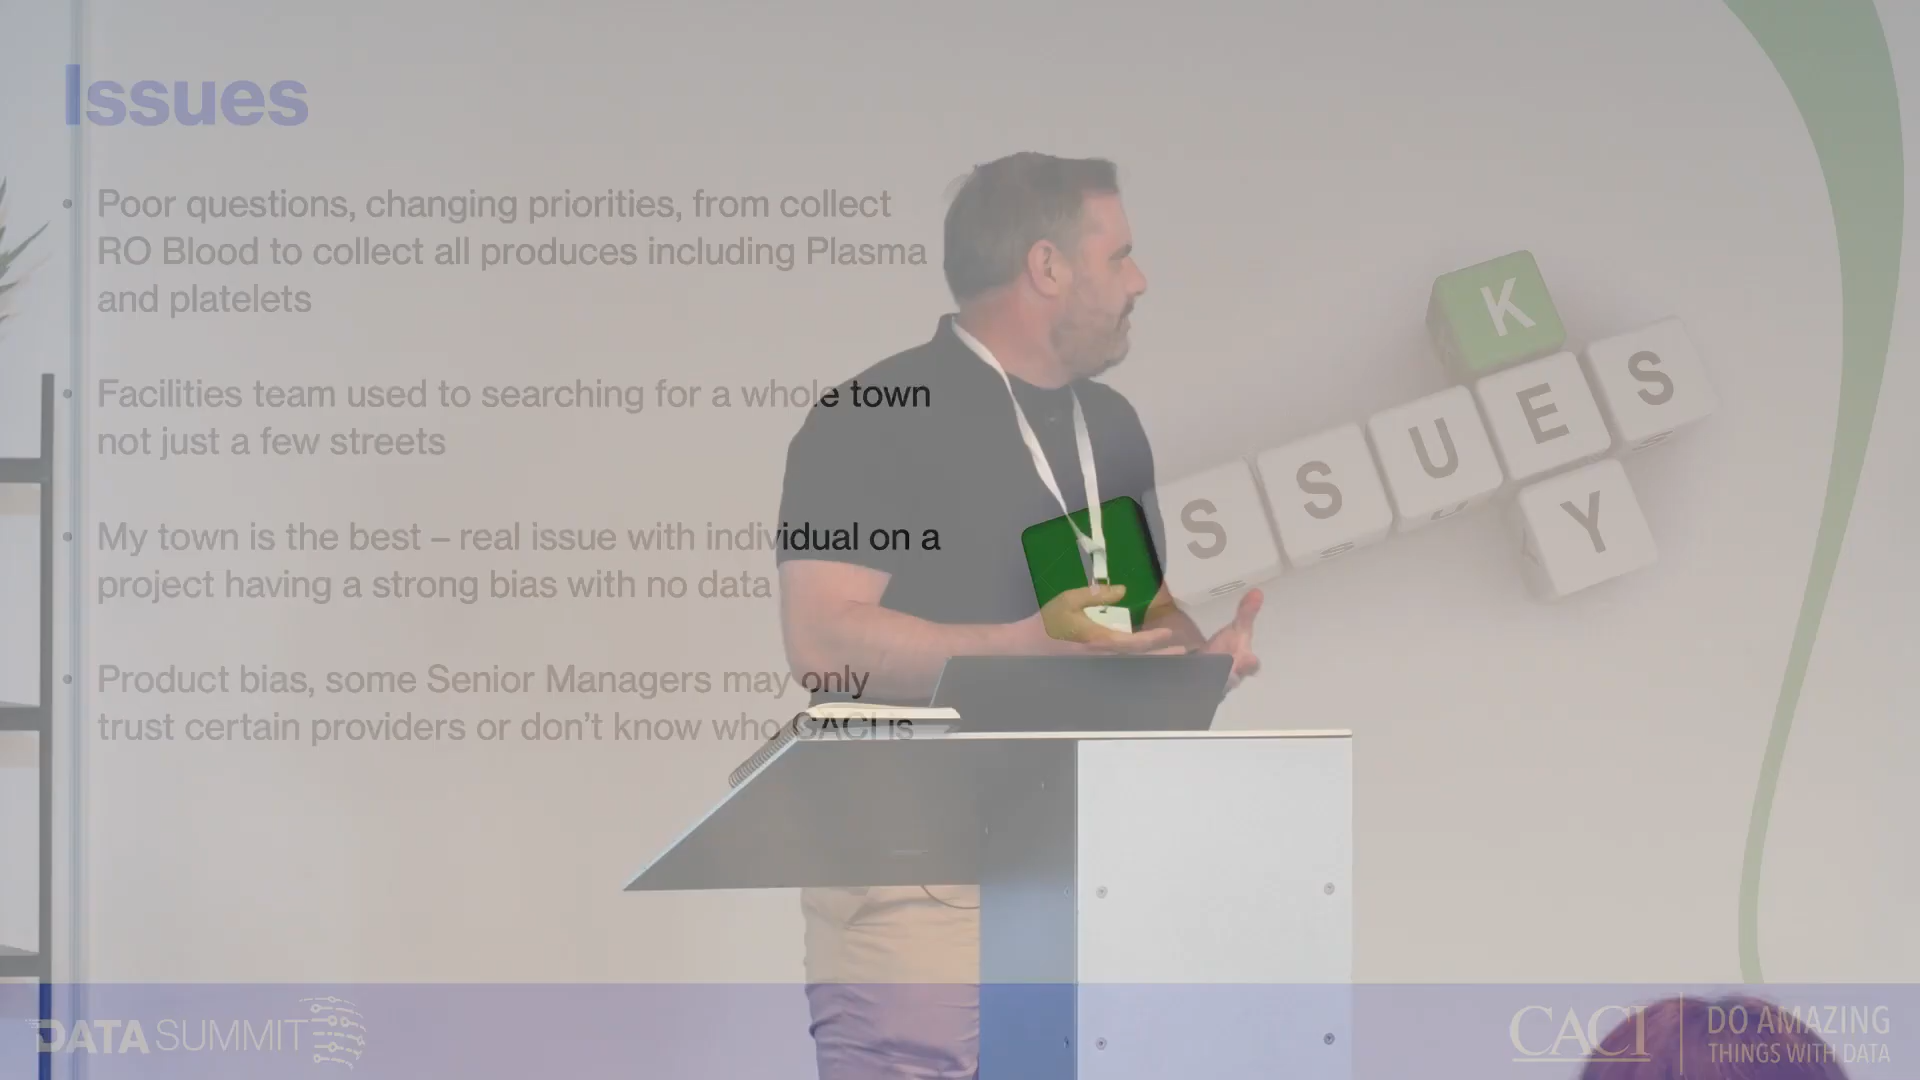 Issues
• Poor questions, changing priorities, from collect
RO Blood to collect all produces including Plasma
and platelets
• Facilities team used to searching for a whole town
not just a few streets
• My town is the best – real issue with individual on a
project having a strong bias with no data
• Product bias, some Senior Managers may only
trust certain providers or don’t know who CACI is
K
SSUES
Y
DATA SUMMIT
CACI
DO AMAZING
THINGS WITH DATA